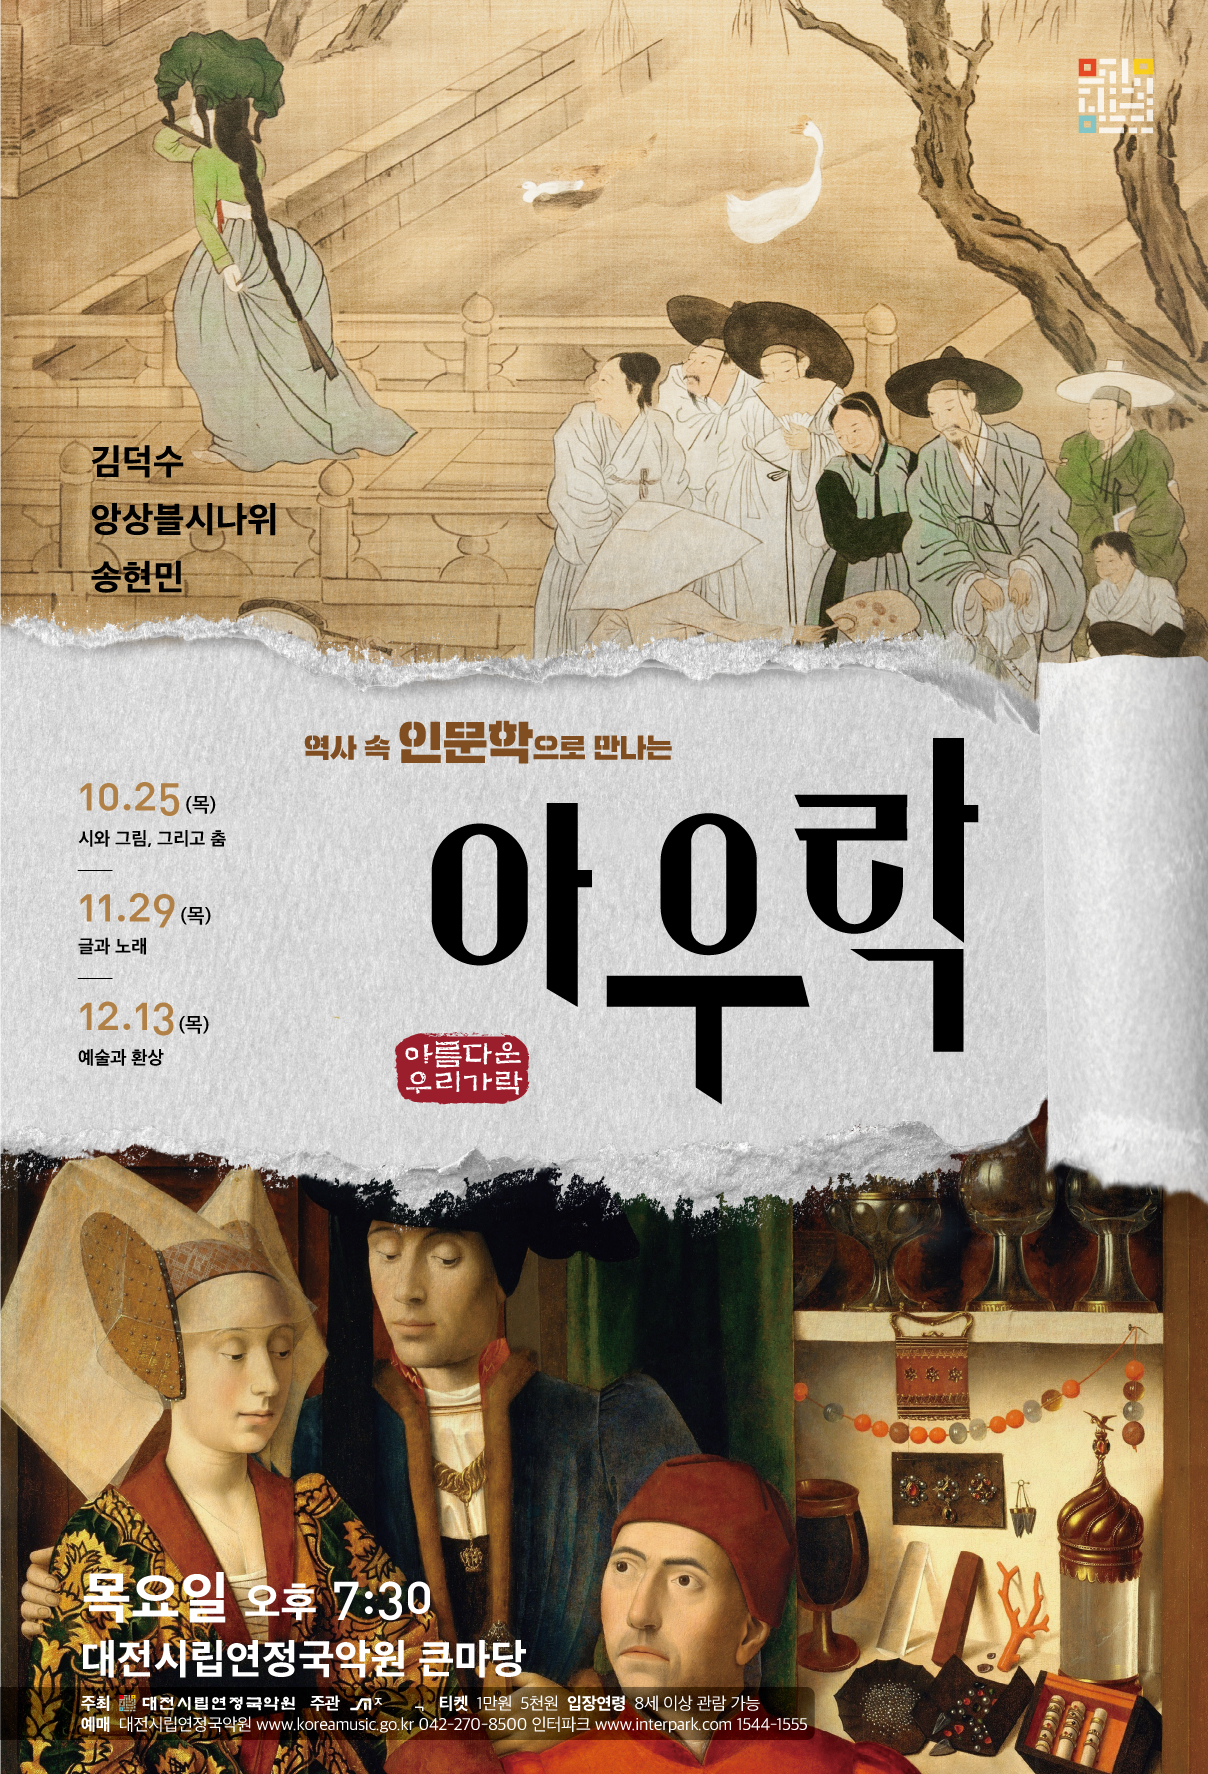 김덕수
앙상블시나위
송현민
역사 속 인문학으로 만나는
아우락
아름다운
우리가락
10.25 (목)
시와 그림, 그리고 춤
11.29 (목)
글과 노래
12.13 (목)
예술과 환상
목요일 오후 7:30
대전시립연정국악원 큰마당
주최 대전시립연정국악원 주관 티켓 1만원 5천원 입장연령 8세 이상 관람 가능
예매 대전시립연정국악원 www.koreamusic.go.kr 042-270-8500 인터파크 www.interpark.com 1544-1555